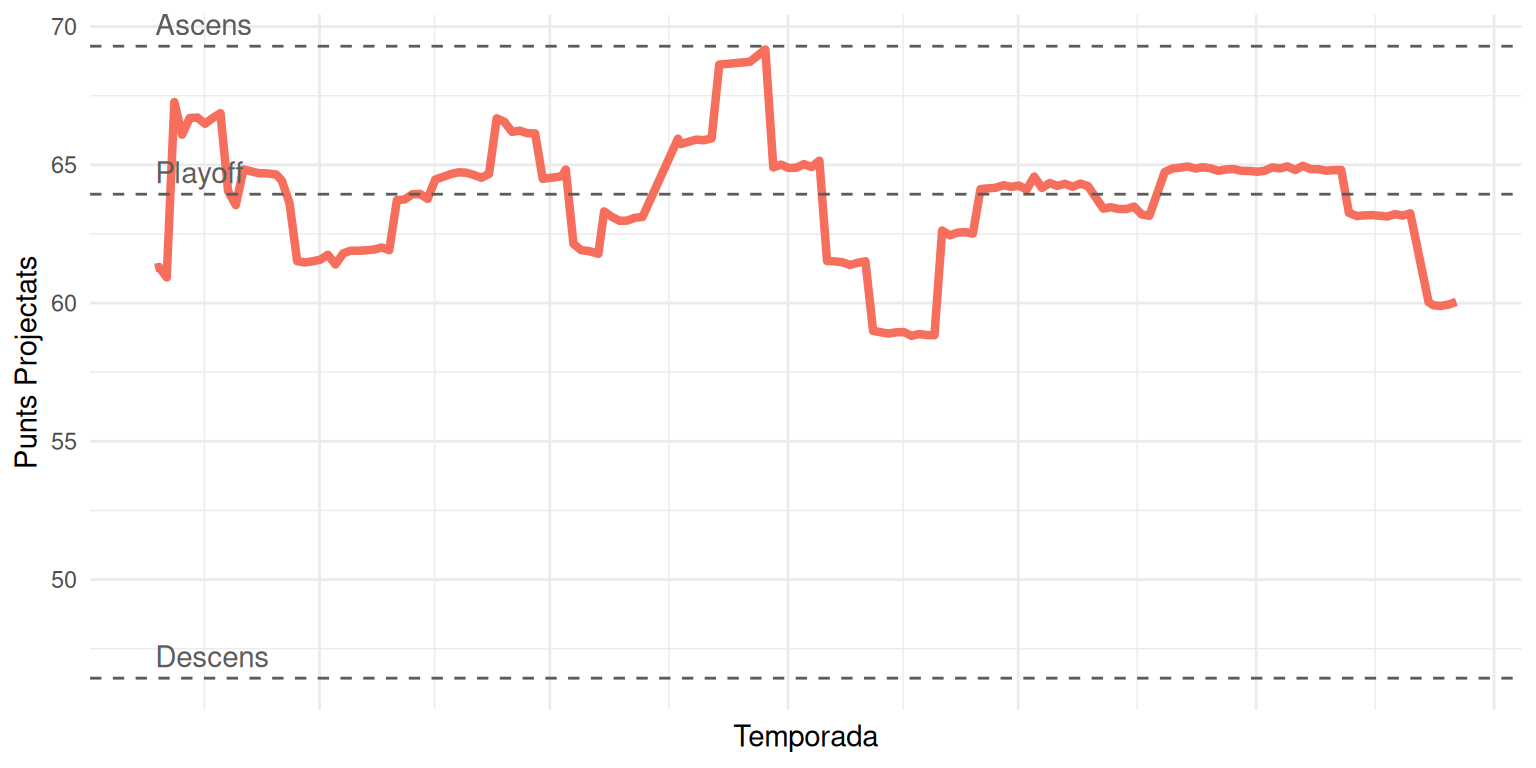 70
Ascens
65
Playoff
60
55
50
Descens
Punts Projectats
Temporada